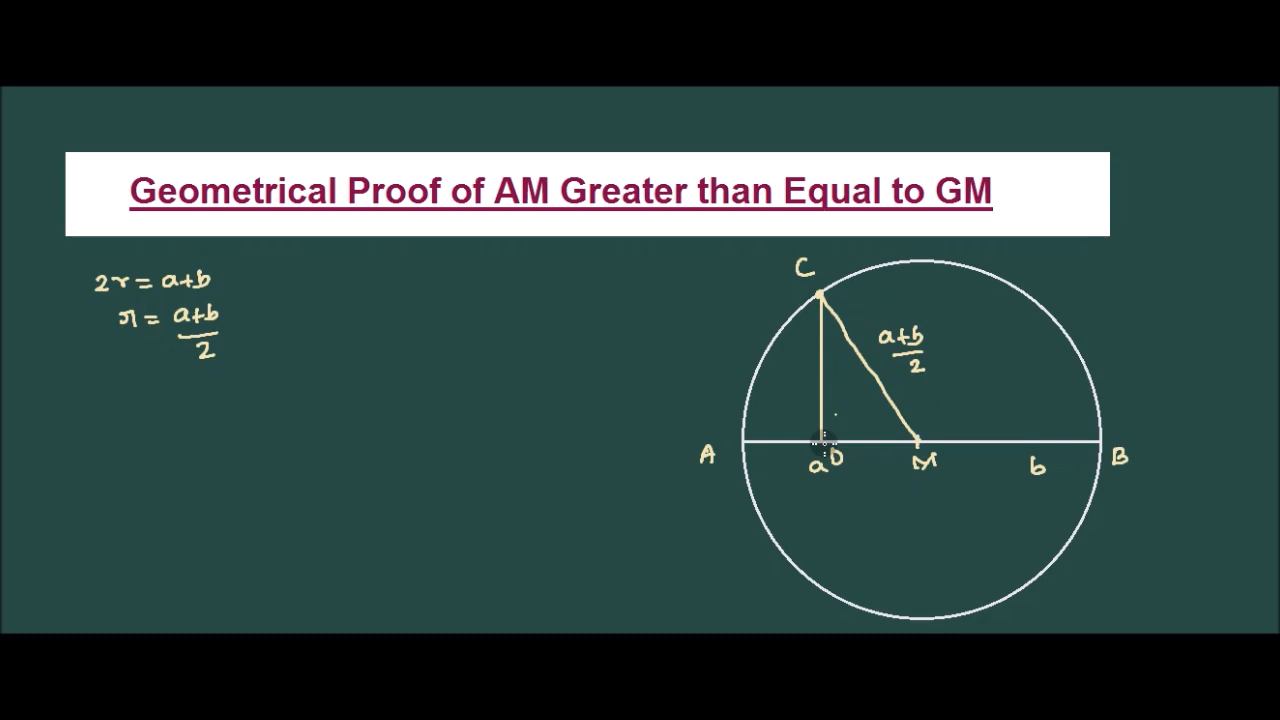 Geometrical Proof of AM Greater than Equal to GM
2r = a+b
r = a+b
2
C
a+b
2
A
a D
M
b
B